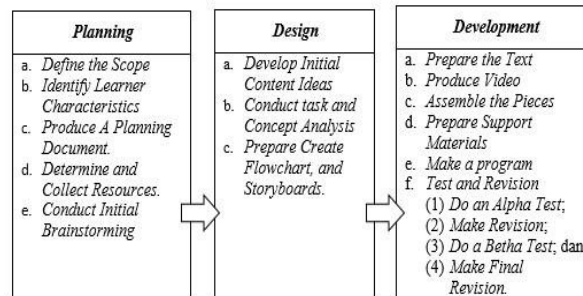 Planning
a. Define the Scope
b. Identify Learner
Characteristics
c. Produce A Planning
Document.
d. Determine and
Collect Resources.
e. Conduct Initial
Brainstorming
Design
a. Develop Initial
Content Ideas
b. Conduct task and
Concept Analysis
c. Prepare Create
Flowchart, and
Storyboards.
Development
a. Prepare the Text
b. Produce Video
c. Assemble the Pieces
d. Prepare Support
Materials
e. Make a program
f. Test and Revision
(1) Do an Alpha Test;
(2) Make Revision;
(3) Do a Betha Test; dan
(4) Make Final
Revision.